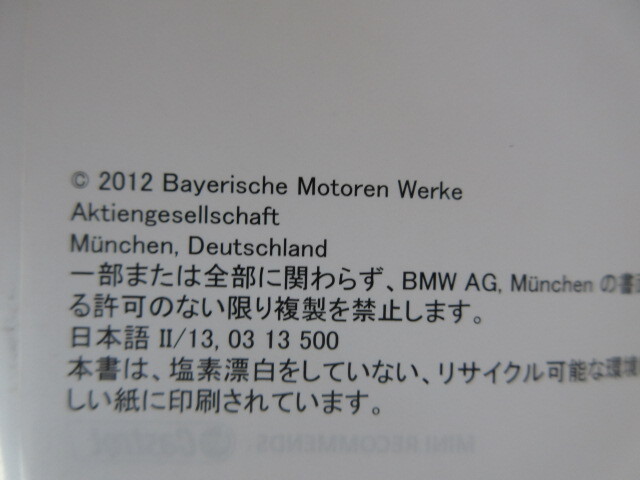 © 2012 Bayerische Motoren Werke
Aktiengesellschaft
München, Deutschland
一部または全部に関わらず、BMW AG, München の書
る許可のない限り複製を禁止します。
日本語 II/13, 03 13 500
本書は、塩素漂白をしていない、リサイクル可能な環境
しい紙に印刷されています。
MINI RECOMMENDS Castrol